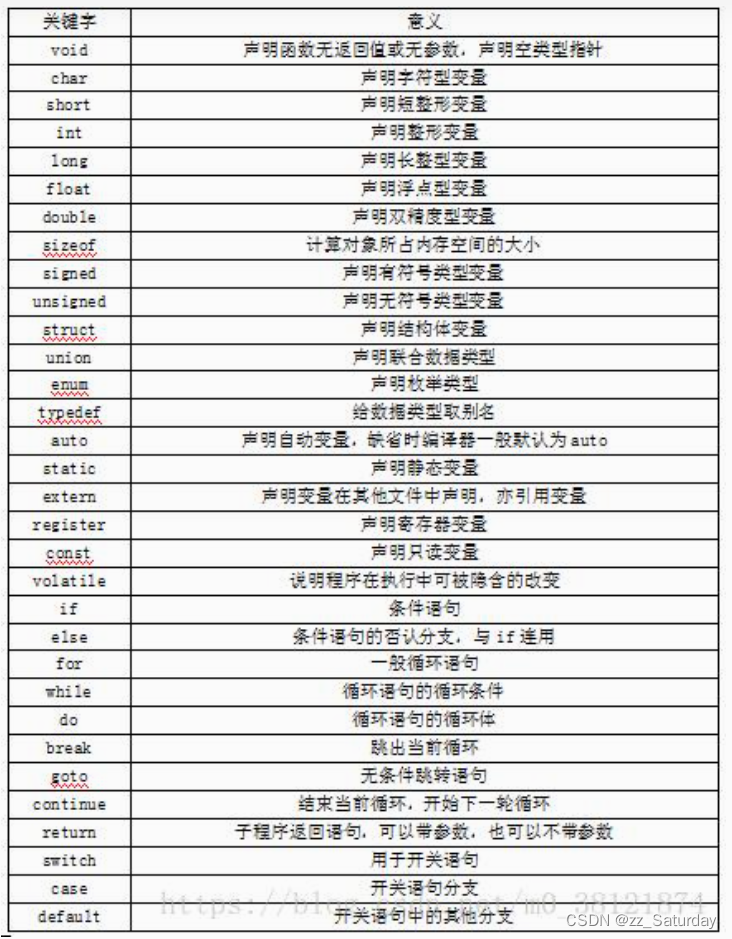 关键字 意义
void 声明函数无返回值或无参数，声明空类型指针
char 声明字符型变量
short 声明短整形变量
int 声明整形变量
long 声明长整型变量
float 声明浮点型变量
double 声明双精度型变量
sizeof 计算对象所占内存空间的大小
signed 声明有符号类型变量
unsigned 声明无符号类型变量
struct 声明结构体变量
union 声明联合数据类型
enum 声明枚举类型
typedef 给数据类型取别名
auto 声明自动变量，缺省时编译器一般默认为auto
static 声明静态变量
extern 声明变量在其他文件中声明，亦引用变量
register 声明寄存器变量
const 声明只读变量
volatile 说明程序在执行中可被隐含的改变
if 条件语句
else 条件语句的否认分支，与if连用
for 一般循环语句
while 循环语句的循环条件
do 循环语句的循环体
break 跳出当前循环
goto 无条件跳转语句
continue 结束当前循环，开始下一轮循环
return 子程序返回语句，可以带参数，也可以不带参数
switch 用于开关语句
case 开关语句分支
default 开关语句中的其他分支
https://blog.csdn.net/m0_38121874
CSDN @zz_Saturday